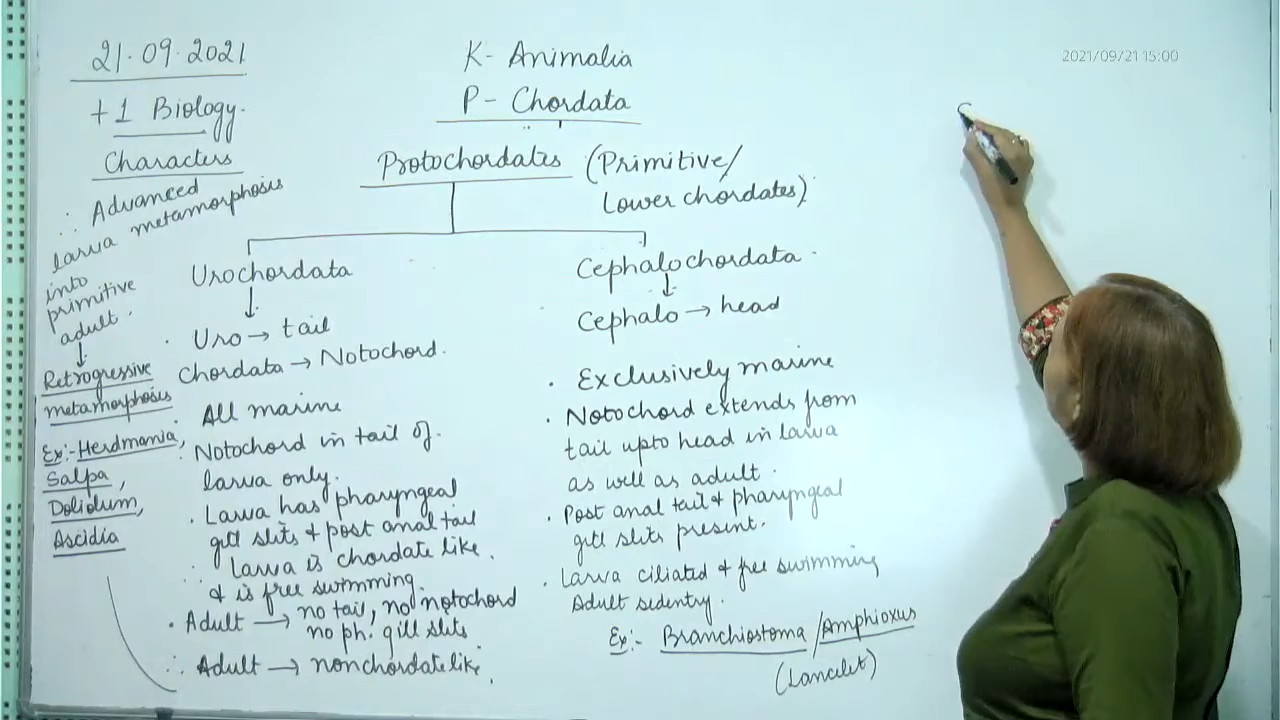 21.09.2021
+1 Biology.
Characters
∴ Advanced
larva metamorphosis
into
primitive
adult.
↓
Retrogressive
metamorphosis
Ex:- Herdmania,
Salpa,
Doliolum,
Ascidia
K- Animalia
P- Chordata
Protochordates (Primitive/
Lower chordates)
Urochordata
↓
Uro → tail
Chordata → Notochord.
All marine
· Notochord in tail of
larva only.
· Larva has pharyngeal
gill slits & post anal tail
∴ Larva is chordate like.
& is free swimming.
· Adult → no tail, no notochord
no ph. gill slits
∴ Adult → nonchordate like.
Cephalochordata
↓
Cephalo → head
· Exclusively marine
· Notochord extends from
tail upto head in larva
as well as adult.
· Post anal tail & pharyngeal
gill slits present.
· Larva ciliated & free swimming
Adult sedentry.
Ex:- Branchiostoma / Amphioxus
(Lancelet)
2021/09/21 15:00